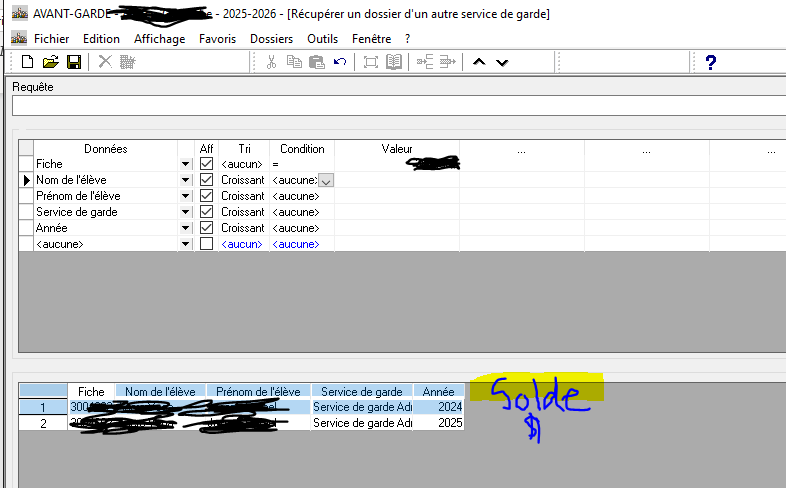 AVANT-GARDE - - 2025-2026 - [Récupérer un dossier d'un autre service de garde]
Fichier Edition Affichage Favoris Dossiers Outils Fenêtre ?
?
Requête
Données Aff Tri Condition Valeur ... ... ...
Fiche <aucun> =
Nom de l'élève Croissant <aucune>
Prénom de l'élève Croissant <aucune>
Service de garde Croissant <aucune>
Année Croissant <aucune>
<aucune> <aucun> <aucune>
Fiche Nom de l'élève Prénom de l'élève Service de garde Année
1 Service de garde Adr 2024
2 Service de garde Adr 2025
Solde
$